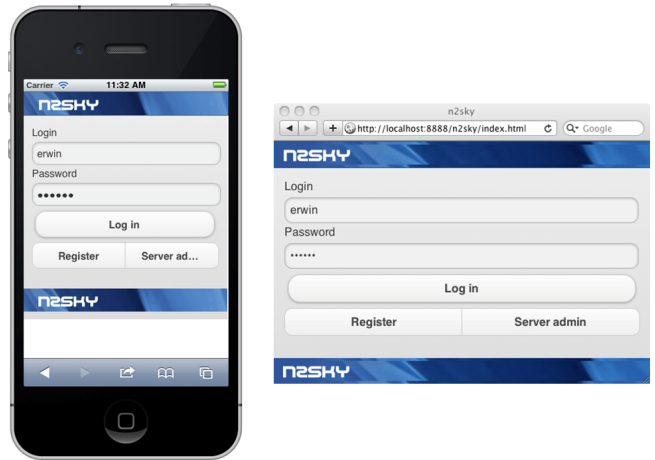 Carrier 11:32 AM
n2sky
Login
erwin
Password
••••••
Log in
Register Server ad...
n2sky
n2sky
http://localhost:8888/n2sky/index.html Google
n2sky
Login
erwin
Password
••••••
Log in
Register Server admin
n2sky